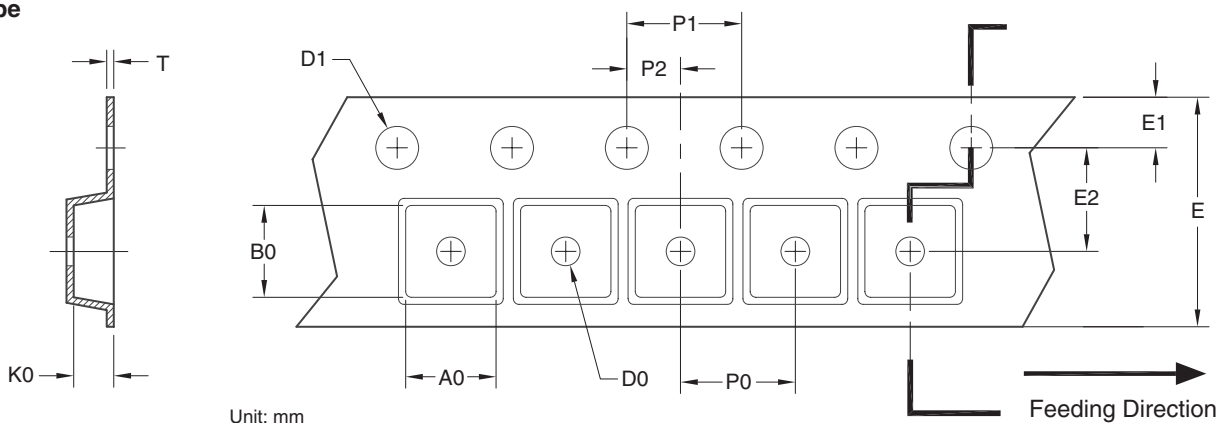 pe
T
D1
P1
P2
E1
E2
E
B0
K0
A0
D0
P0
Unit: mm
Feeding Direction